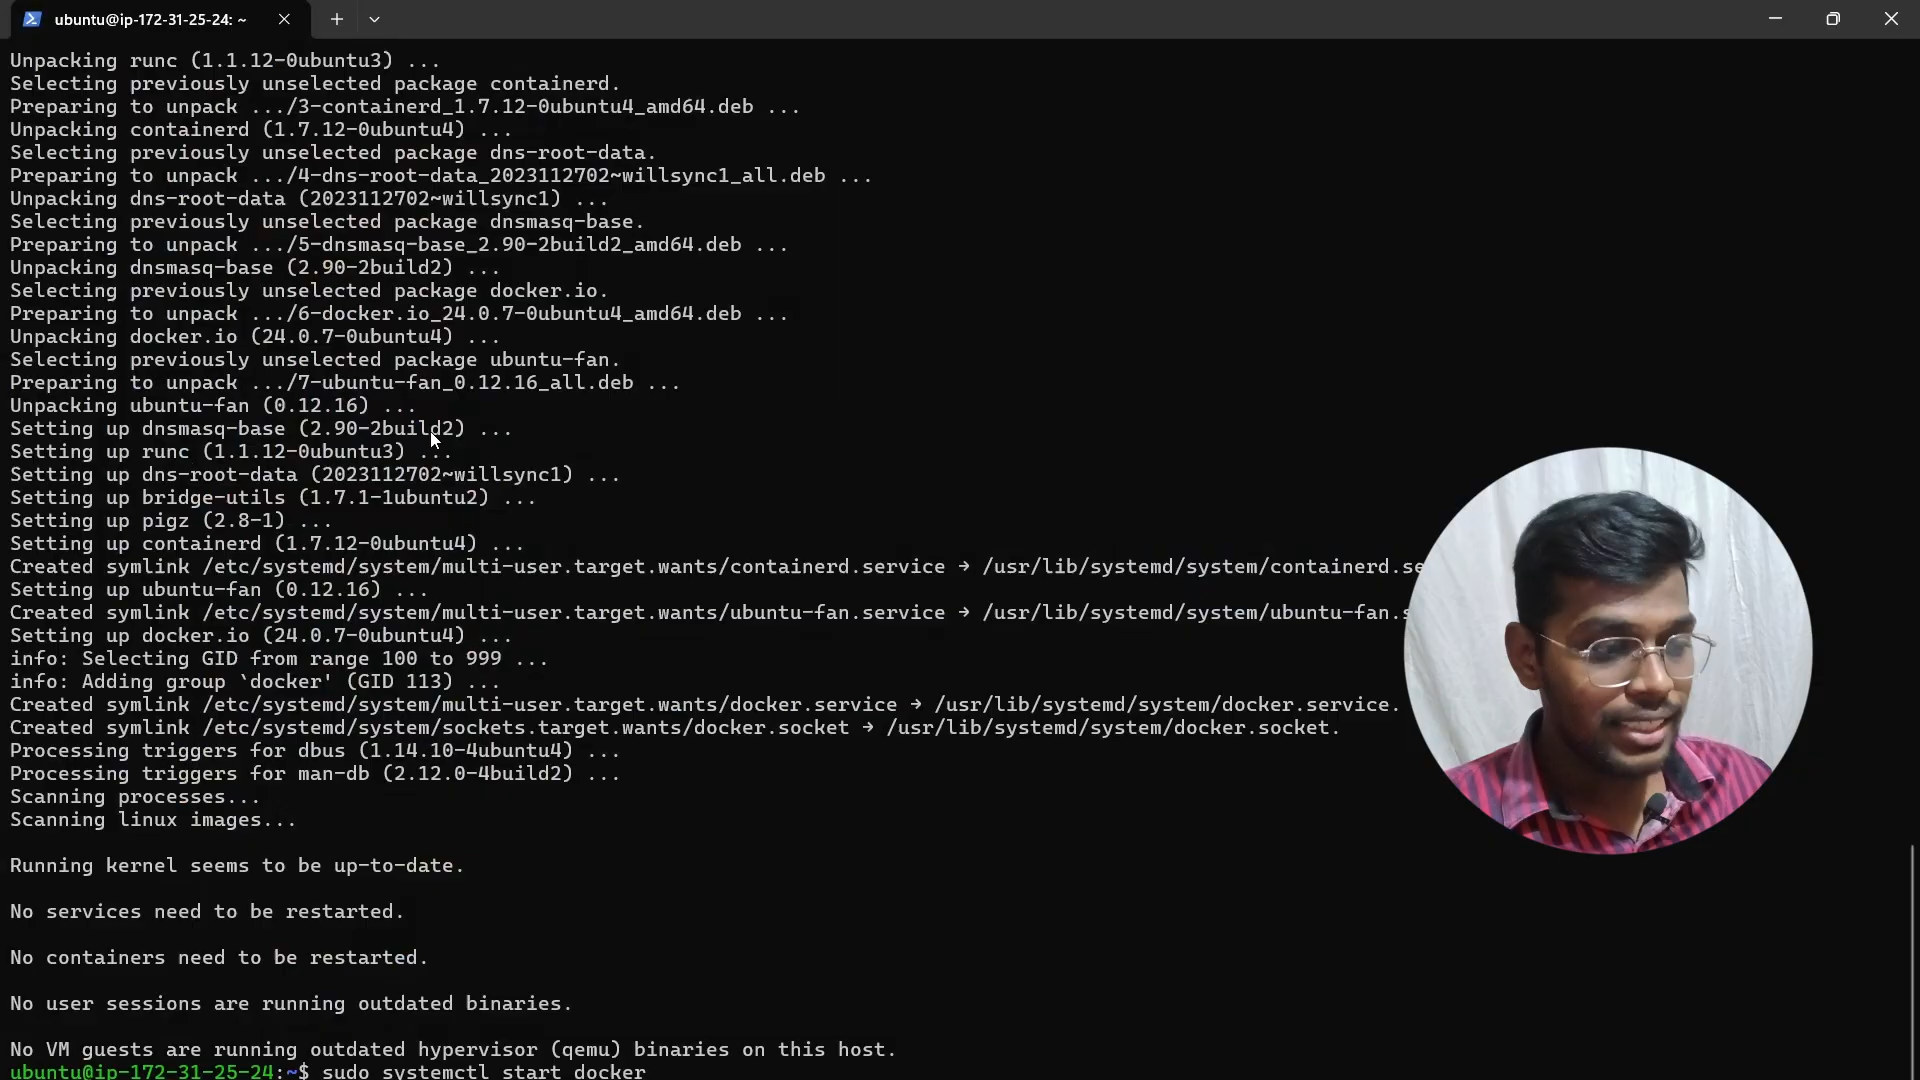 ubuntu@ip-172-31-25-24: ~
Unpacking runc (1.1.12-0ubuntu3) ...
Selecting previously unselected package containerd.
Preparing to unpack .../3-containerd_1.7.12-0ubuntu4_amd64.deb ...
Unpacking containerd (1.7.12-0ubuntu4) ...
Selecting previously unselected package dns-root-data.
Preparing to unpack .../4-dns-root-data_2023112702~willsync1_all.deb ...
Unpacking dns-root-data (2023112702~willsync1) ...
Selecting previously unselected package dnsmasq-base.
Preparing to unpack .../5-dnsmasq-base_2.90-2build2_amd64.deb ...
Unpacking dnsmasq-base (2.90-2build2) ...
Selecting previously unselected package docker.io.
Preparing to unpack .../6-docker.io_24.0.7-0ubuntu4_amd64.deb ...
Unpacking docker.io (24.0.7-0ubuntu4) ...
Selecting previously unselected package ubuntu-fan.
Preparing to unpack .../7-ubuntu-fan_0.12.16_all.deb ...
Unpacking ubuntu-fan (0.12.16) ...
Setting up dnsmasq-base (2.90-2build2) ...
Setting up runc (1.1.12-0ubuntu3) ...
Setting up dns-root-data (2023112702~willsync1) ...
Setting up bridge-utils (1.7.1-1ubuntu2) ...
Setting up pigz (2.8-1) ...
Setting up containerd (1.7.12-0ubuntu4) ...
Created symlink /etc/systemd/system/multi-user.target.wants/containerd.service → /usr/lib/systemd/system/containerd.se
Setting up ubuntu-fan (0.12.16) ...
Created symlink /etc/systemd/system/multi-user.target.wants/ubuntu-fan.service → /usr/lib/systemd/system/ubuntu-fan.s
Setting up docker.io (24.0.7-0ubuntu4) ...
info: Selecting GID from range 100 to 999 ...
info: Adding group `docker' (GID 113) ...
Created symlink /etc/systemd/system/multi-user.target.wants/docker.service → /usr/lib/systemd/system/docker.service.
Created symlink /etc/systemd/system/sockets.target.wants/docker.socket → /usr/lib/systemd/system/docker.socket.
Processing triggers for dbus (1.14.10-4ubuntu4) ...
Processing triggers for man-db (2.12.0-4build2) ...
Scanning processes...
Scanning linux images...
Running kernel seems to be up-to-date.
No services need to be restarted.
No containers need to be restarted.
No user sessions are running outdated binaries.
No VM guests are running outdated hypervisor (qemu) binaries on this host.
ubuntu@ip-172-31-25-24:~$ sudo systemctl start docker